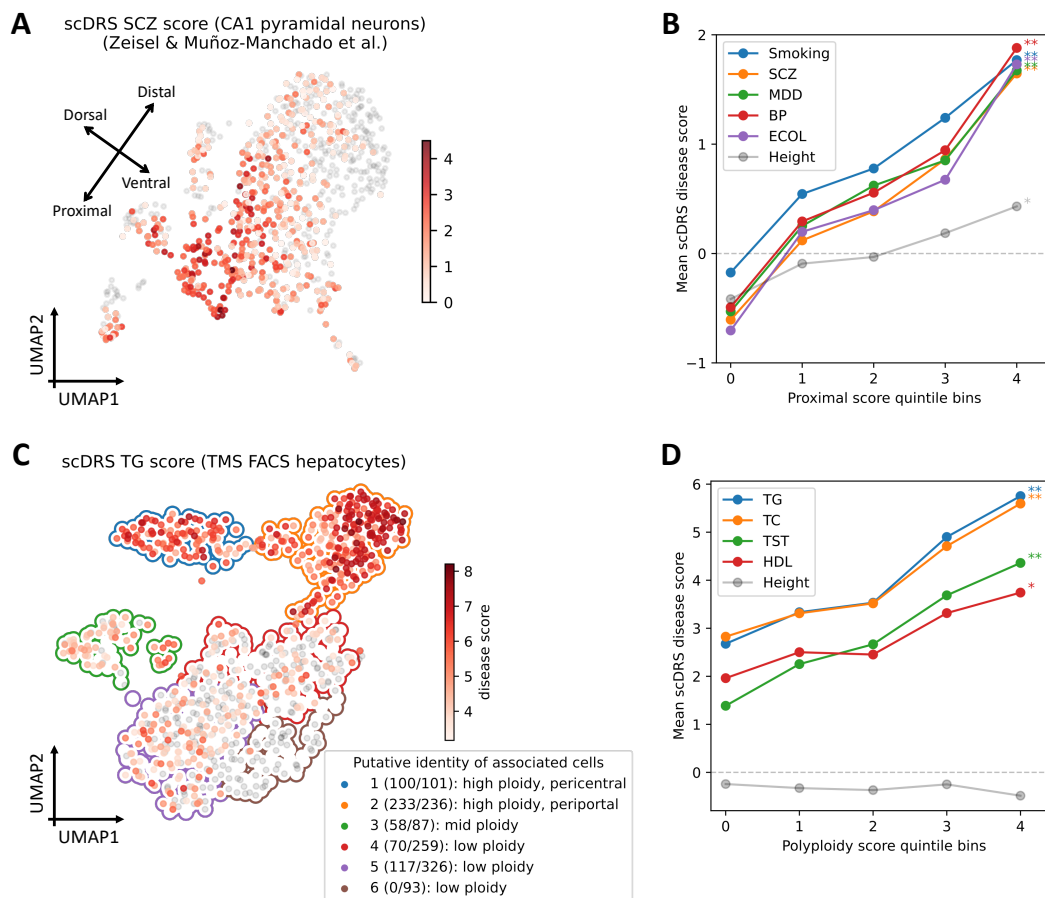 A
scDRS SCZ score (CA1 pyramidal neurons)
(Zeisel & Muñoz-Manchado et al.)
Distal
Dorsal
Ventral
Proximal
4
3
2
1
0
UMAP2
UMAP1
B
2
1
0
−1
Mean scDRS disease score
Smoking
SCZ
MDD
BP
ECOL
Height
**
**
**
**
**
*
0 1 2 3 4
Proximal score quintile bins
C
scDRS TG score (TMS FACS hepatocytes)
8
7
6
5
4
disease score
UMAP2
UMAP1
Putative identity of associated cells
1 (100/101): high ploidy, pericentral
2 (233/236): high ploidy, periportal
3 (58/87): mid ploidy
4 (70/259): low ploidy
5 (117/326): low ploidy
6 (0/93): low ploidy
D
6
5
4
3
2
1
0
Mean scDRS disease score
TG
TC
TST
HDL
Height
**
**
**
*
0 1 2 3 4
Polyploidy score quintile bins